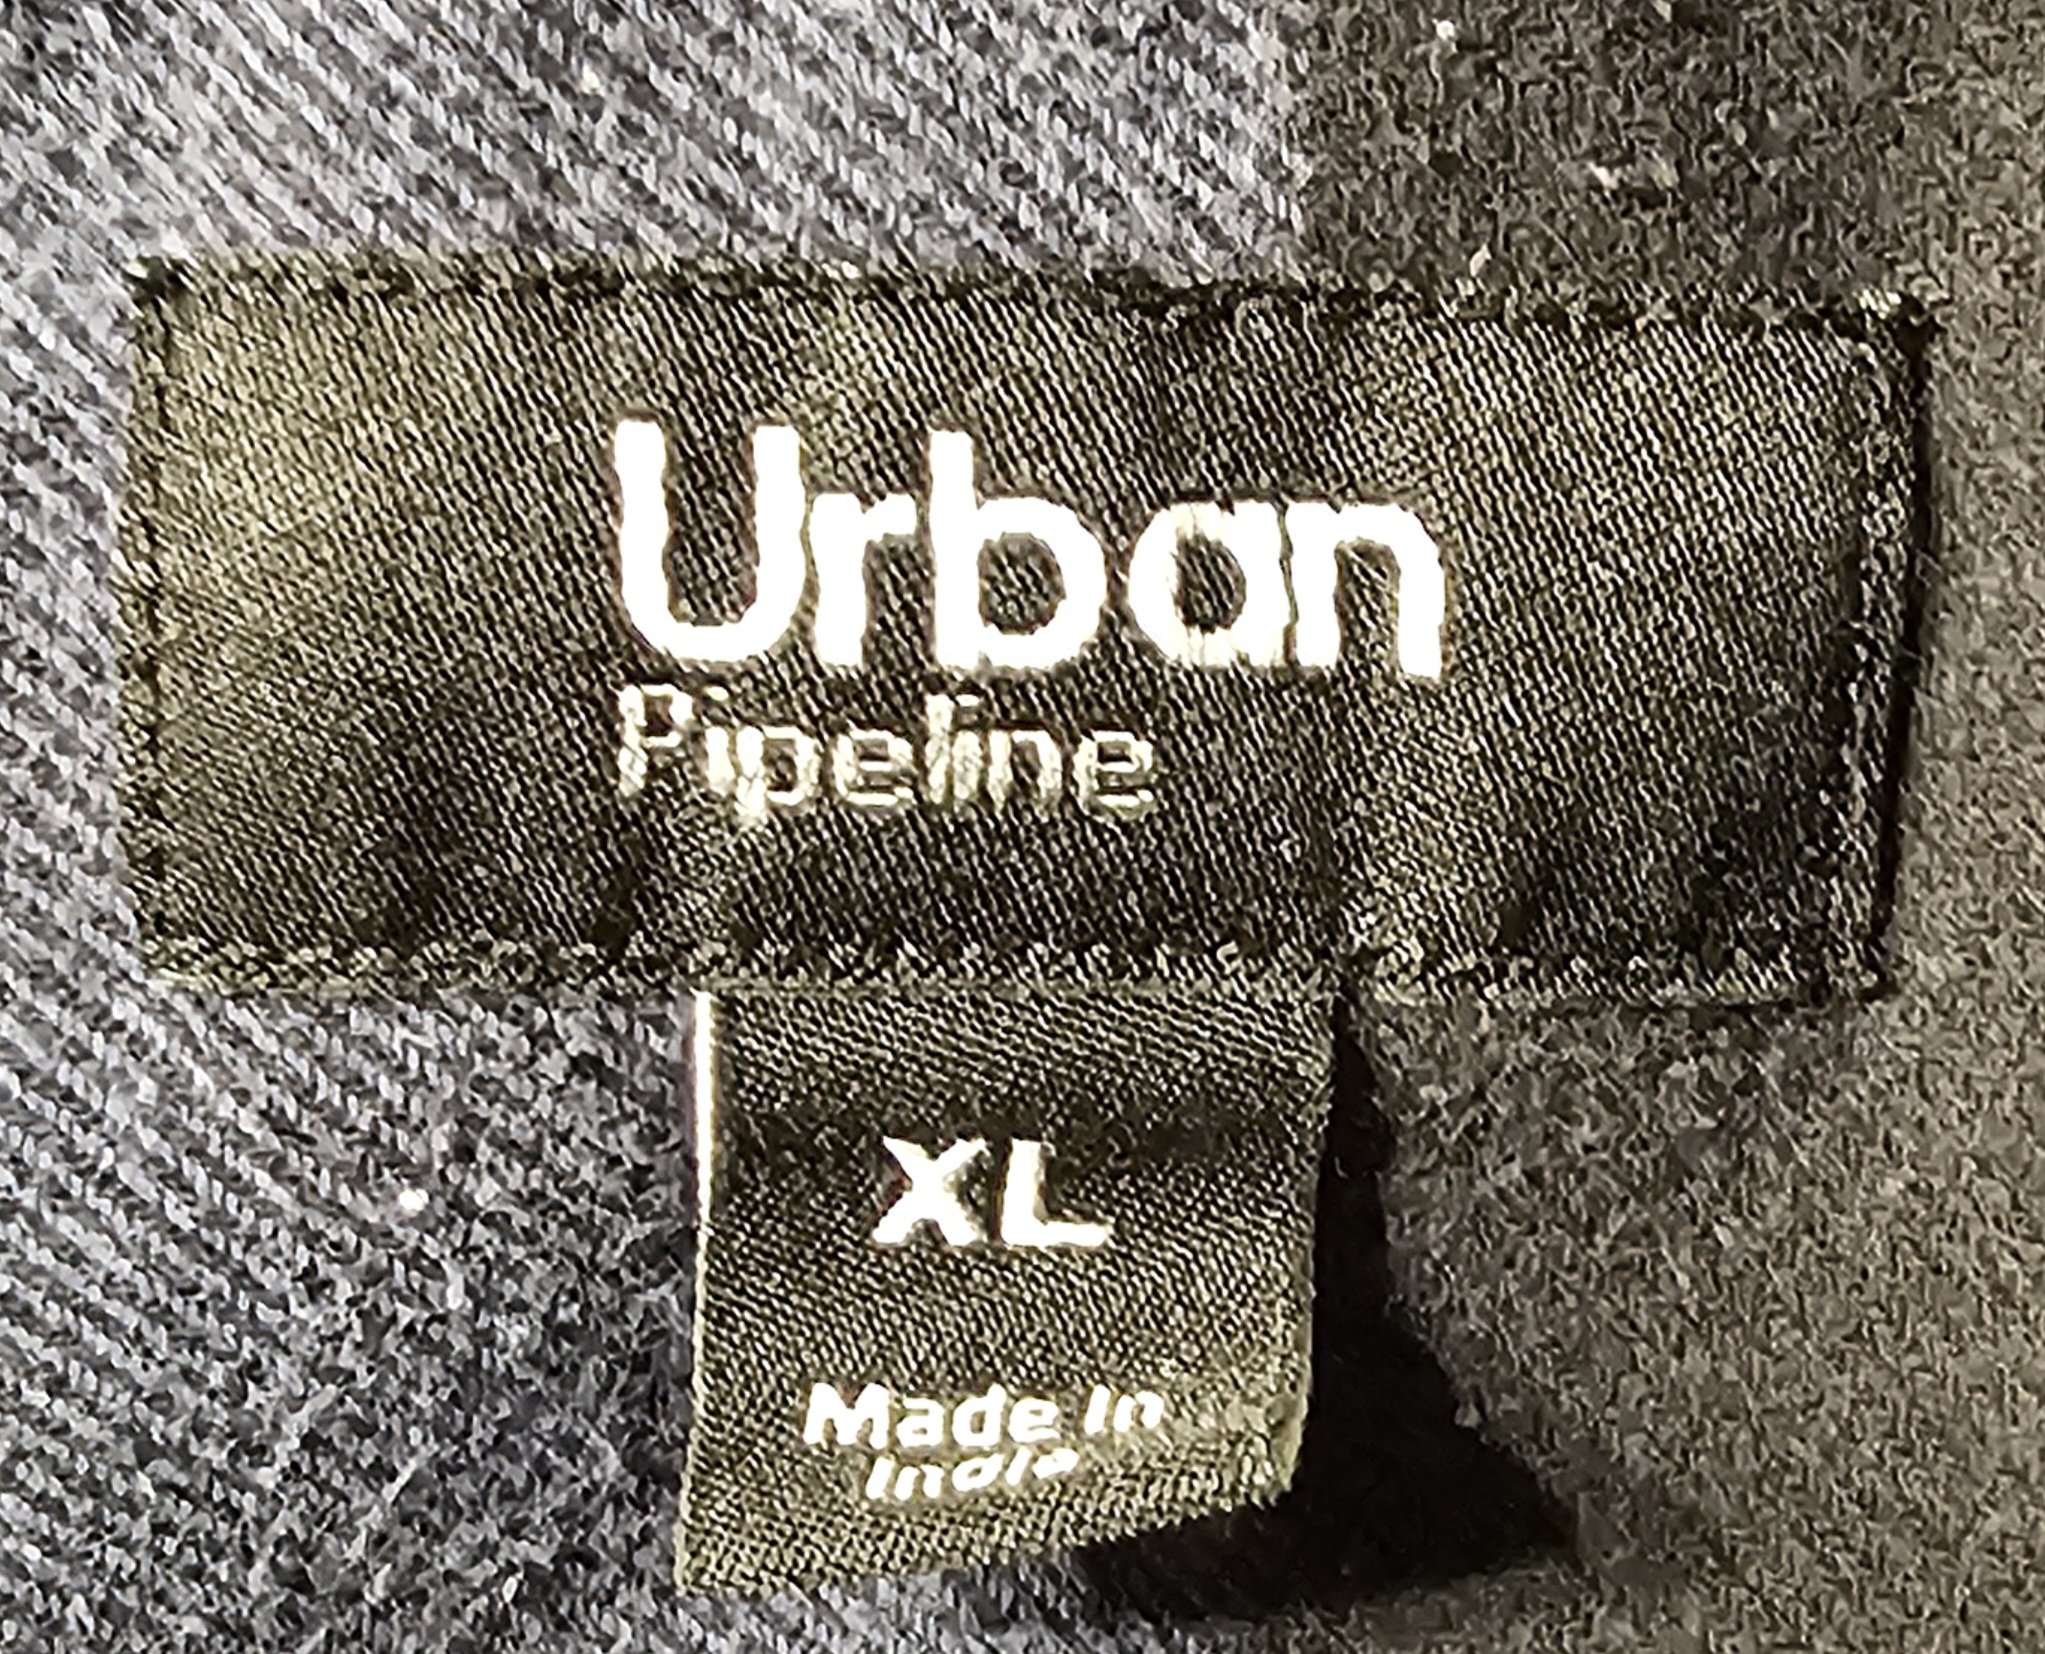 Urban
Pipeline
XL
Made In
India